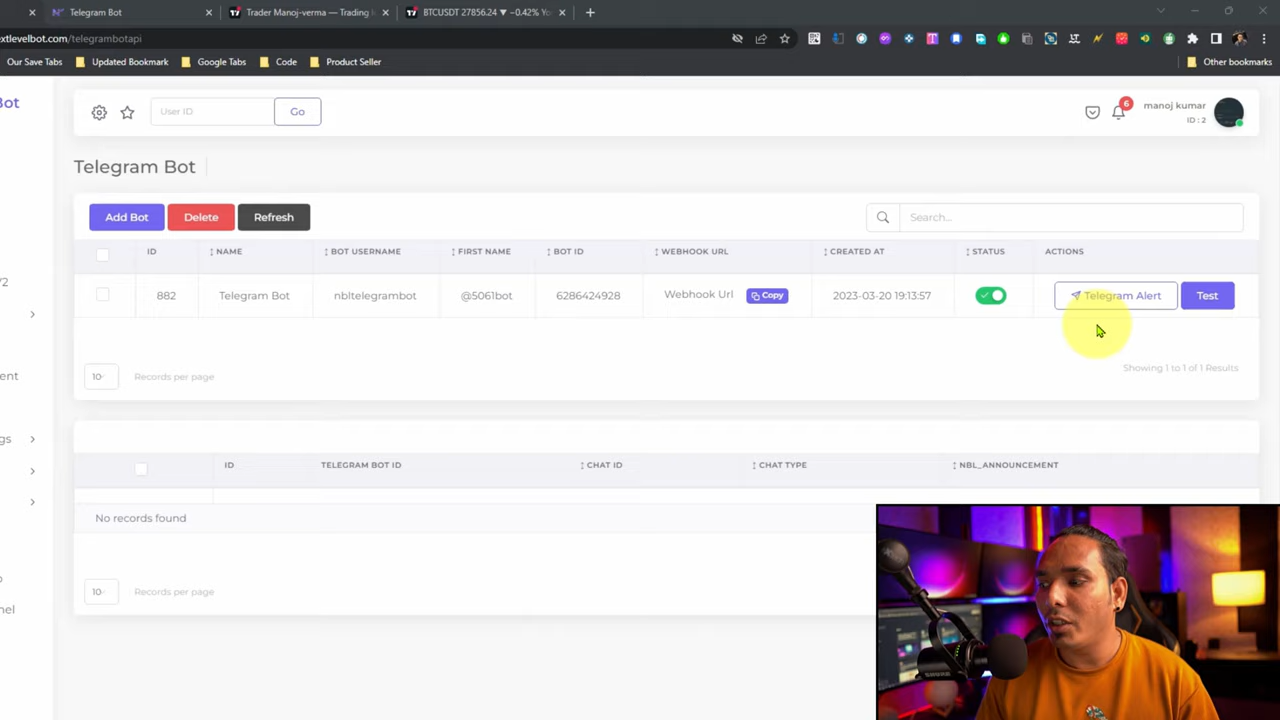 Telegram Bot
Trader Manoj-verma — Trading
BTCUSDT 27856.24 ▼ −0.42%
extlevelbot.com/telegrambotapi
Our Save Tabs
Updated Bookmark
Google Tabs
Code
Product Seller
Other bookmarks
Bot
User ID
Go
6
manoj kumar
ID : 2
Telegram Bot
Add Bot
Delete
Refresh
Search...
ID
NAME
BOT USERNAME
FIRST NAME
BOT ID
WEBHOOK URL
CREATED AT
STATUS
ACTIONS
882
Telegram Bot
nbltelegrambot
@5061bot
6286424928
Webhook Url
Copy
2023-03-20 19:13:57
Telegram Alert
Test
10
Records per page
Showing 1 to 1 of 1 Results
ID
TELEGRAM BOT ID
CHAT ID
CHAT TYPE
NBL_ANNOUNCEMENT
No records found
10
Records per page
SHURE